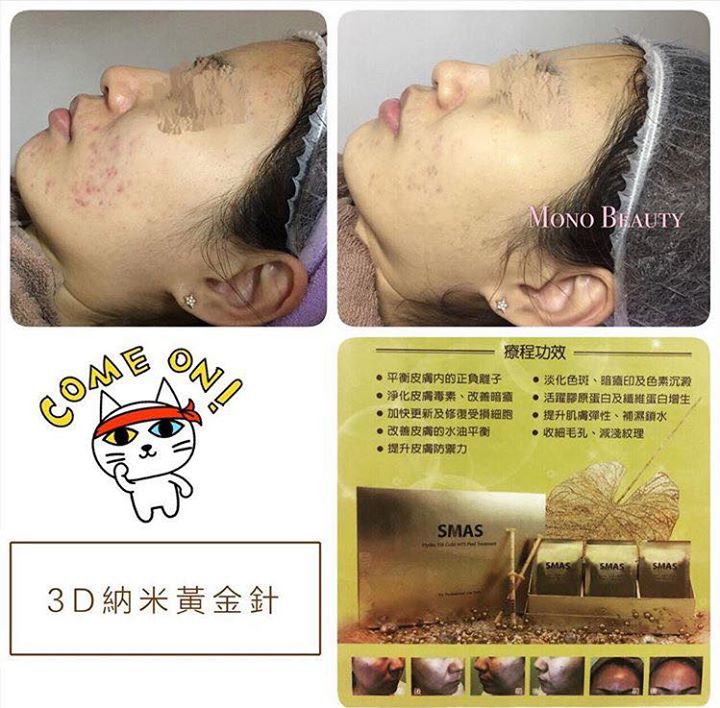 MONO BEAUTY
COME ON!
3D納米黃金針
療程功效
• 平衡皮膚內的正負離子
• 淨化皮膚毒素、改善暗瘡
• 加快更新及修復受損細胞
• 改善皮膚的水油平衡
• 提升皮膚防禦力
• 淡化色斑、暗瘡印及色素沉澱
• 活躍膠原蛋白及纖維蛋白增生
• 提升肌膚彈性、補濕鎖水
• 收細毛孔、減淺紋理
SMAS
SMAS
SMAS
SMAS